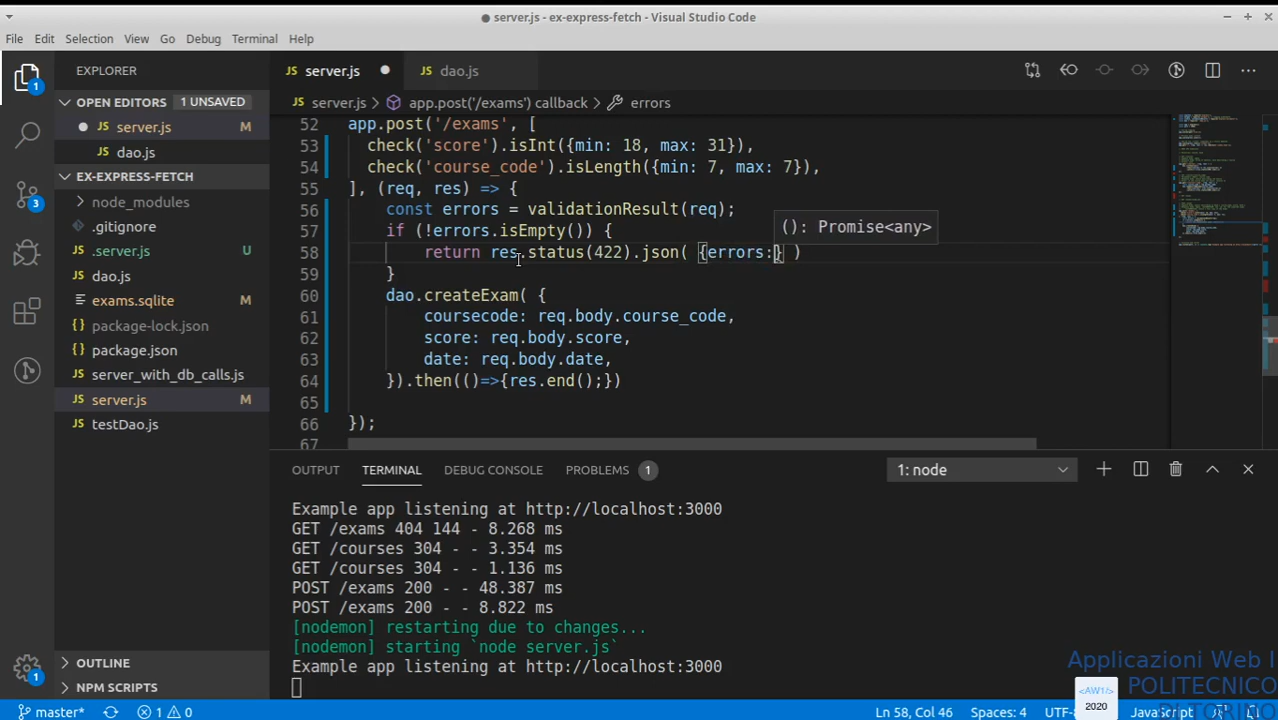 ● server.js - ex-express-fetch - Visual Studio Code
File Edit Selection View Go Debug Terminal Help
EXPLORER
OPEN EDITORS 1 UNSAVED
● server.js M
JS dao.js
EX-EXPRESS-FETCH
node_modules
.gitignore
JS .server.js U
JS dao.js
exams.sqlite M
{} package-lock.json
{} package.json
JS server_with_db_calls.js
JS server.js M
JS testDao.js
OUTLINE
NPM SCRIPTS
1
3
1
JS server.js ● JS dao.js
JS server.js > app.post('/exams') callback > errors
52 app.post('/exams', [
53 check('score').isInt({min: 18, max: 31}),
54 check('course_code').isLength({min: 7, max: 7}),
55 ], (req, res) => {
56 const errors = validationResult(req);
57 if (!errors.isEmpty()) {
(): Promise<any>
58 return res.status(422).json( {errors:} )
59 }
60 dao.createExam( {
61 coursecode: req.body.course_code,
62 score: req.body.score,
63 date: req.body.date,
64 }).then(()=>{res.end();})
65
66 });
67
OUTPUT TERMINAL DEBUG CONSOLE PROBLEMS 1 1: node
Example app listening at http://localhost:3000
GET /exams 404 144 - 8.268 ms
GET /courses 304 - - 3.354 ms
GET /courses 304 - - 1.136 ms
POST /exams 200 - - 48.387 ms
POST /exams 200 - - 8.822 ms
[nodemon] restarting due to changes...
[nodemon] starting `node server.js`
Example app listening at http://localhost:3000
Applicazioni Web I
POLITECNICO
DI TORINO
<AW1/>
2020
master* 1 0 Ln 58, Col 46 Spaces: 4 JavaScript